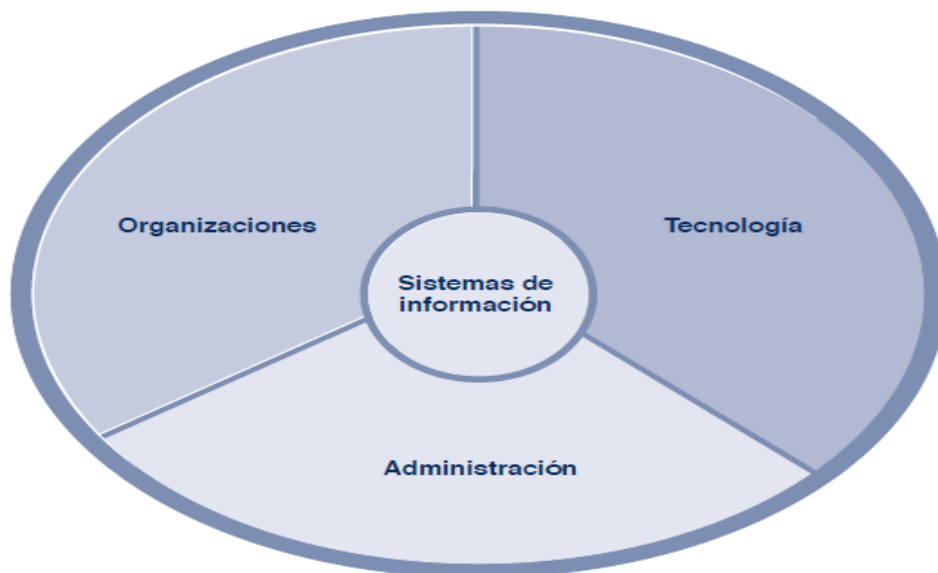 Organizaciones
Tecnología
Sistemas de
información
Administración